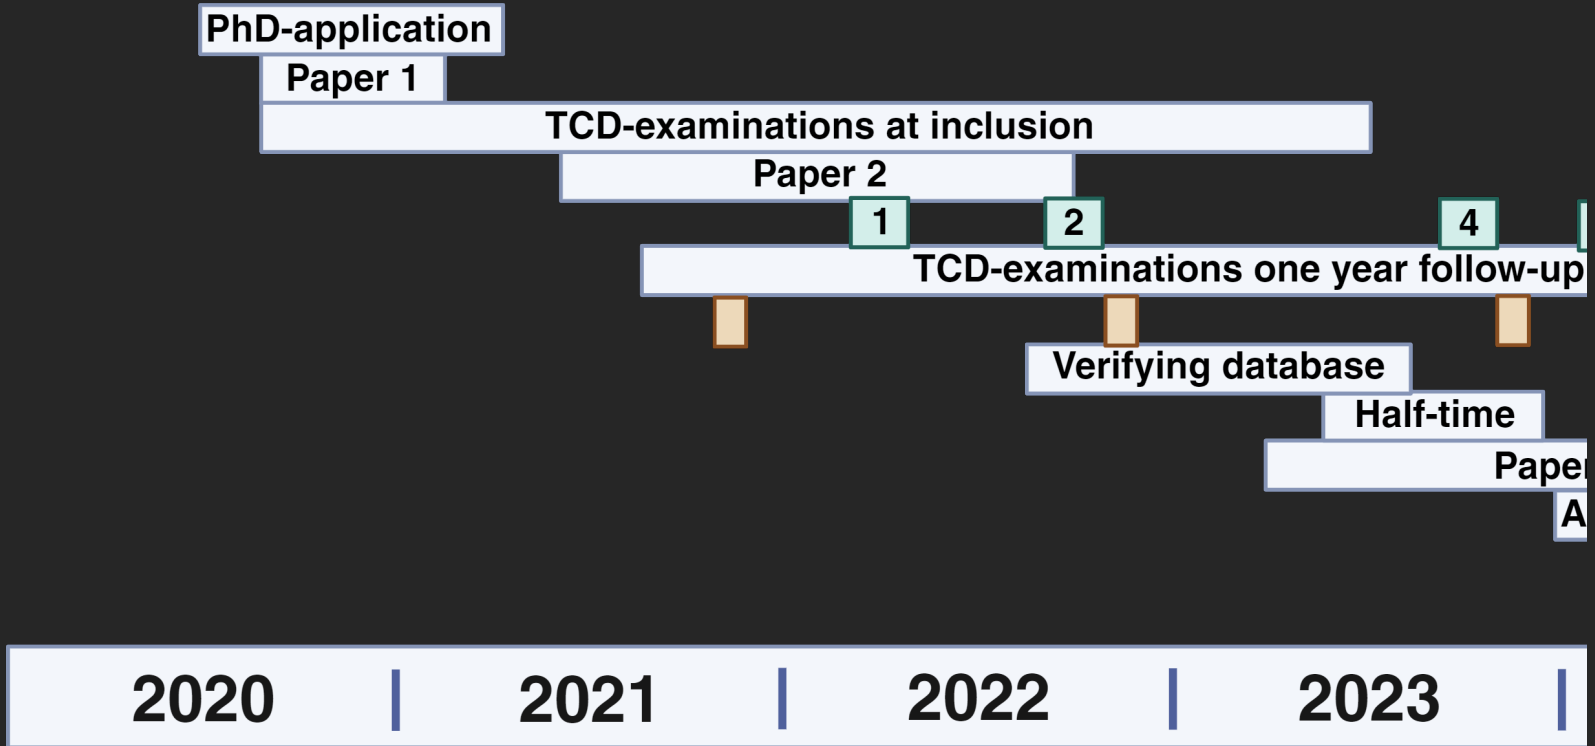 PhD-application
Paper 1
TCD-examinations at inclusion
Paper 2
1
2
4
TCD-examinations one year follow-up
Verifying database
Half-time
Paper
A
2020 | 2021 | 2022 | 2023 |